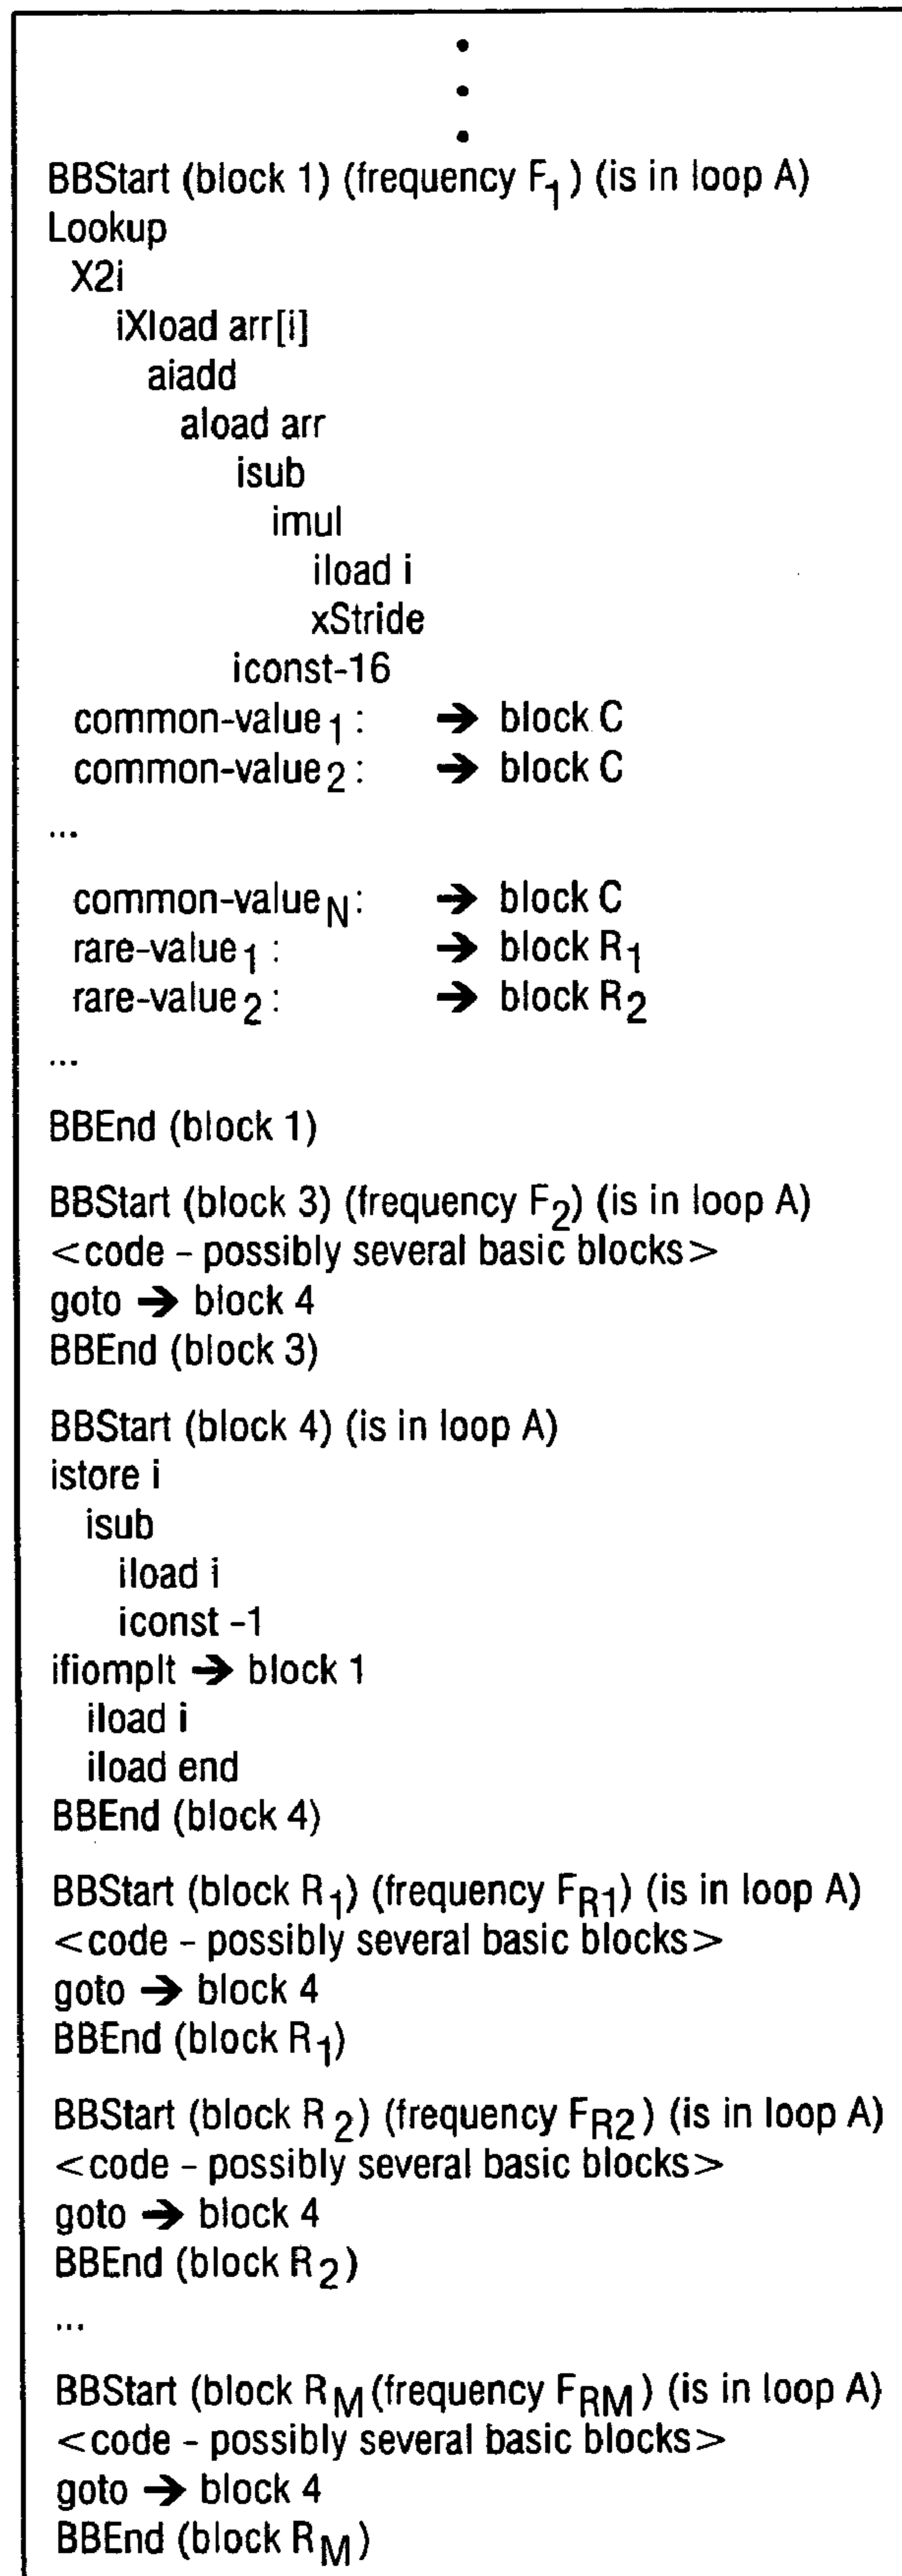 BBStart (block 1) (frequency F1) (is in loop A)
Lookup
X2i
iXload arr[i]
aiadd
aload arr
isub
imul
iload i
xStride
iconst-16
common-value1: → block C
common-value2: → block C
...
common-valueN: → block C
rare-value1: → block R1
rare-value2: → block R2
...
BBEnd (block 1)
BBStart (block 3) (frequency F2) (is in loop A)
<code - possibly several basic blocks>
goto → block 4
BBEnd (block 3)
BBStart (block 4) (is in loop A)
istore i
isub
iload i
iconst -1
ifiomplt → block 1
iload i
iload end
BBEnd (block 4)
BBStart (block R1) (frequency FR1) (is in loop A)
<code - possibly several basic blocks>
goto → block 4
BBEnd (block R1)
BBStart (block R2) (frequency FR2) (is in loop A)
<code - possibly several basic blocks>
goto → block 4
BBEnd (block R2)
...
BBStart (block RM(frequency FRM) (is in loop A)
<code - possibly several basic blocks>
goto → block 4
BBEnd (block RM)